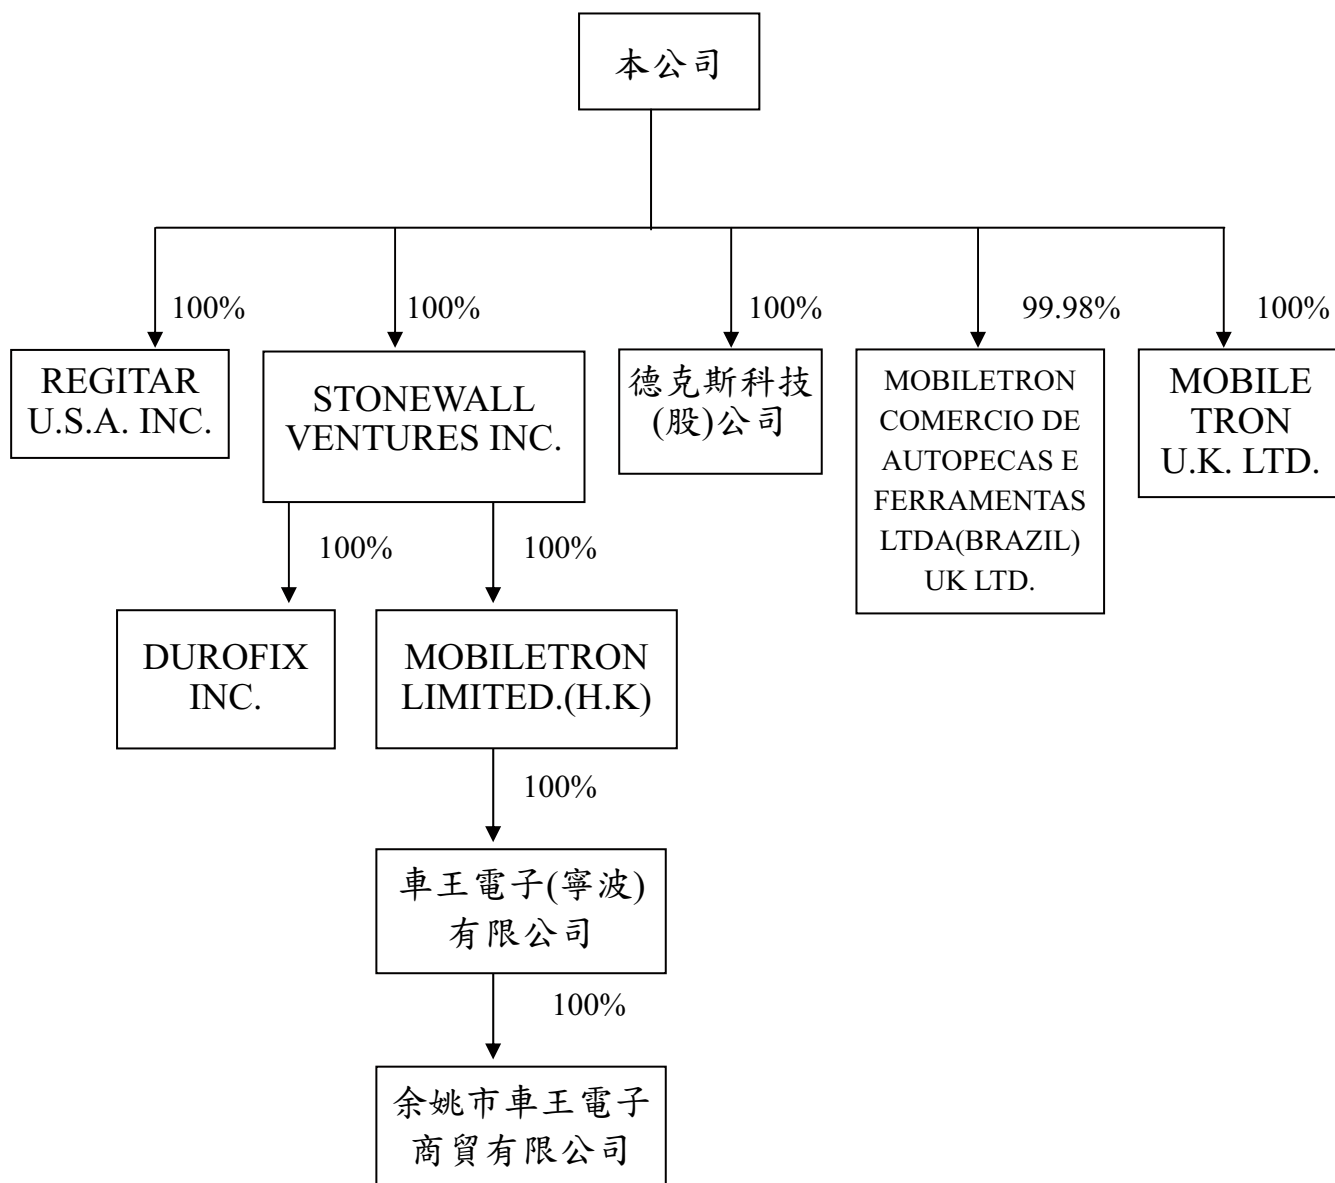 本公司
100%
100%
100%
99.98%
100%
REGITAR
U.S.A. INC.
STONEWALL
VENTURES INC.
德克斯科技
(股)公司
MOBILETRON
COMERCIO DE
AUTOPECAS E
FERRAMENTAS
LTDA(BRAZIL)
UK LTD.
MOBILE
TRON
U.K. LTD.
100%
100%
DUROFIX
INC.
MOBILETRON
LIMITED.(H.K)
100%
車王電子(寧波)
有限公司
100%
余姚市車王電子
商貿有限公司